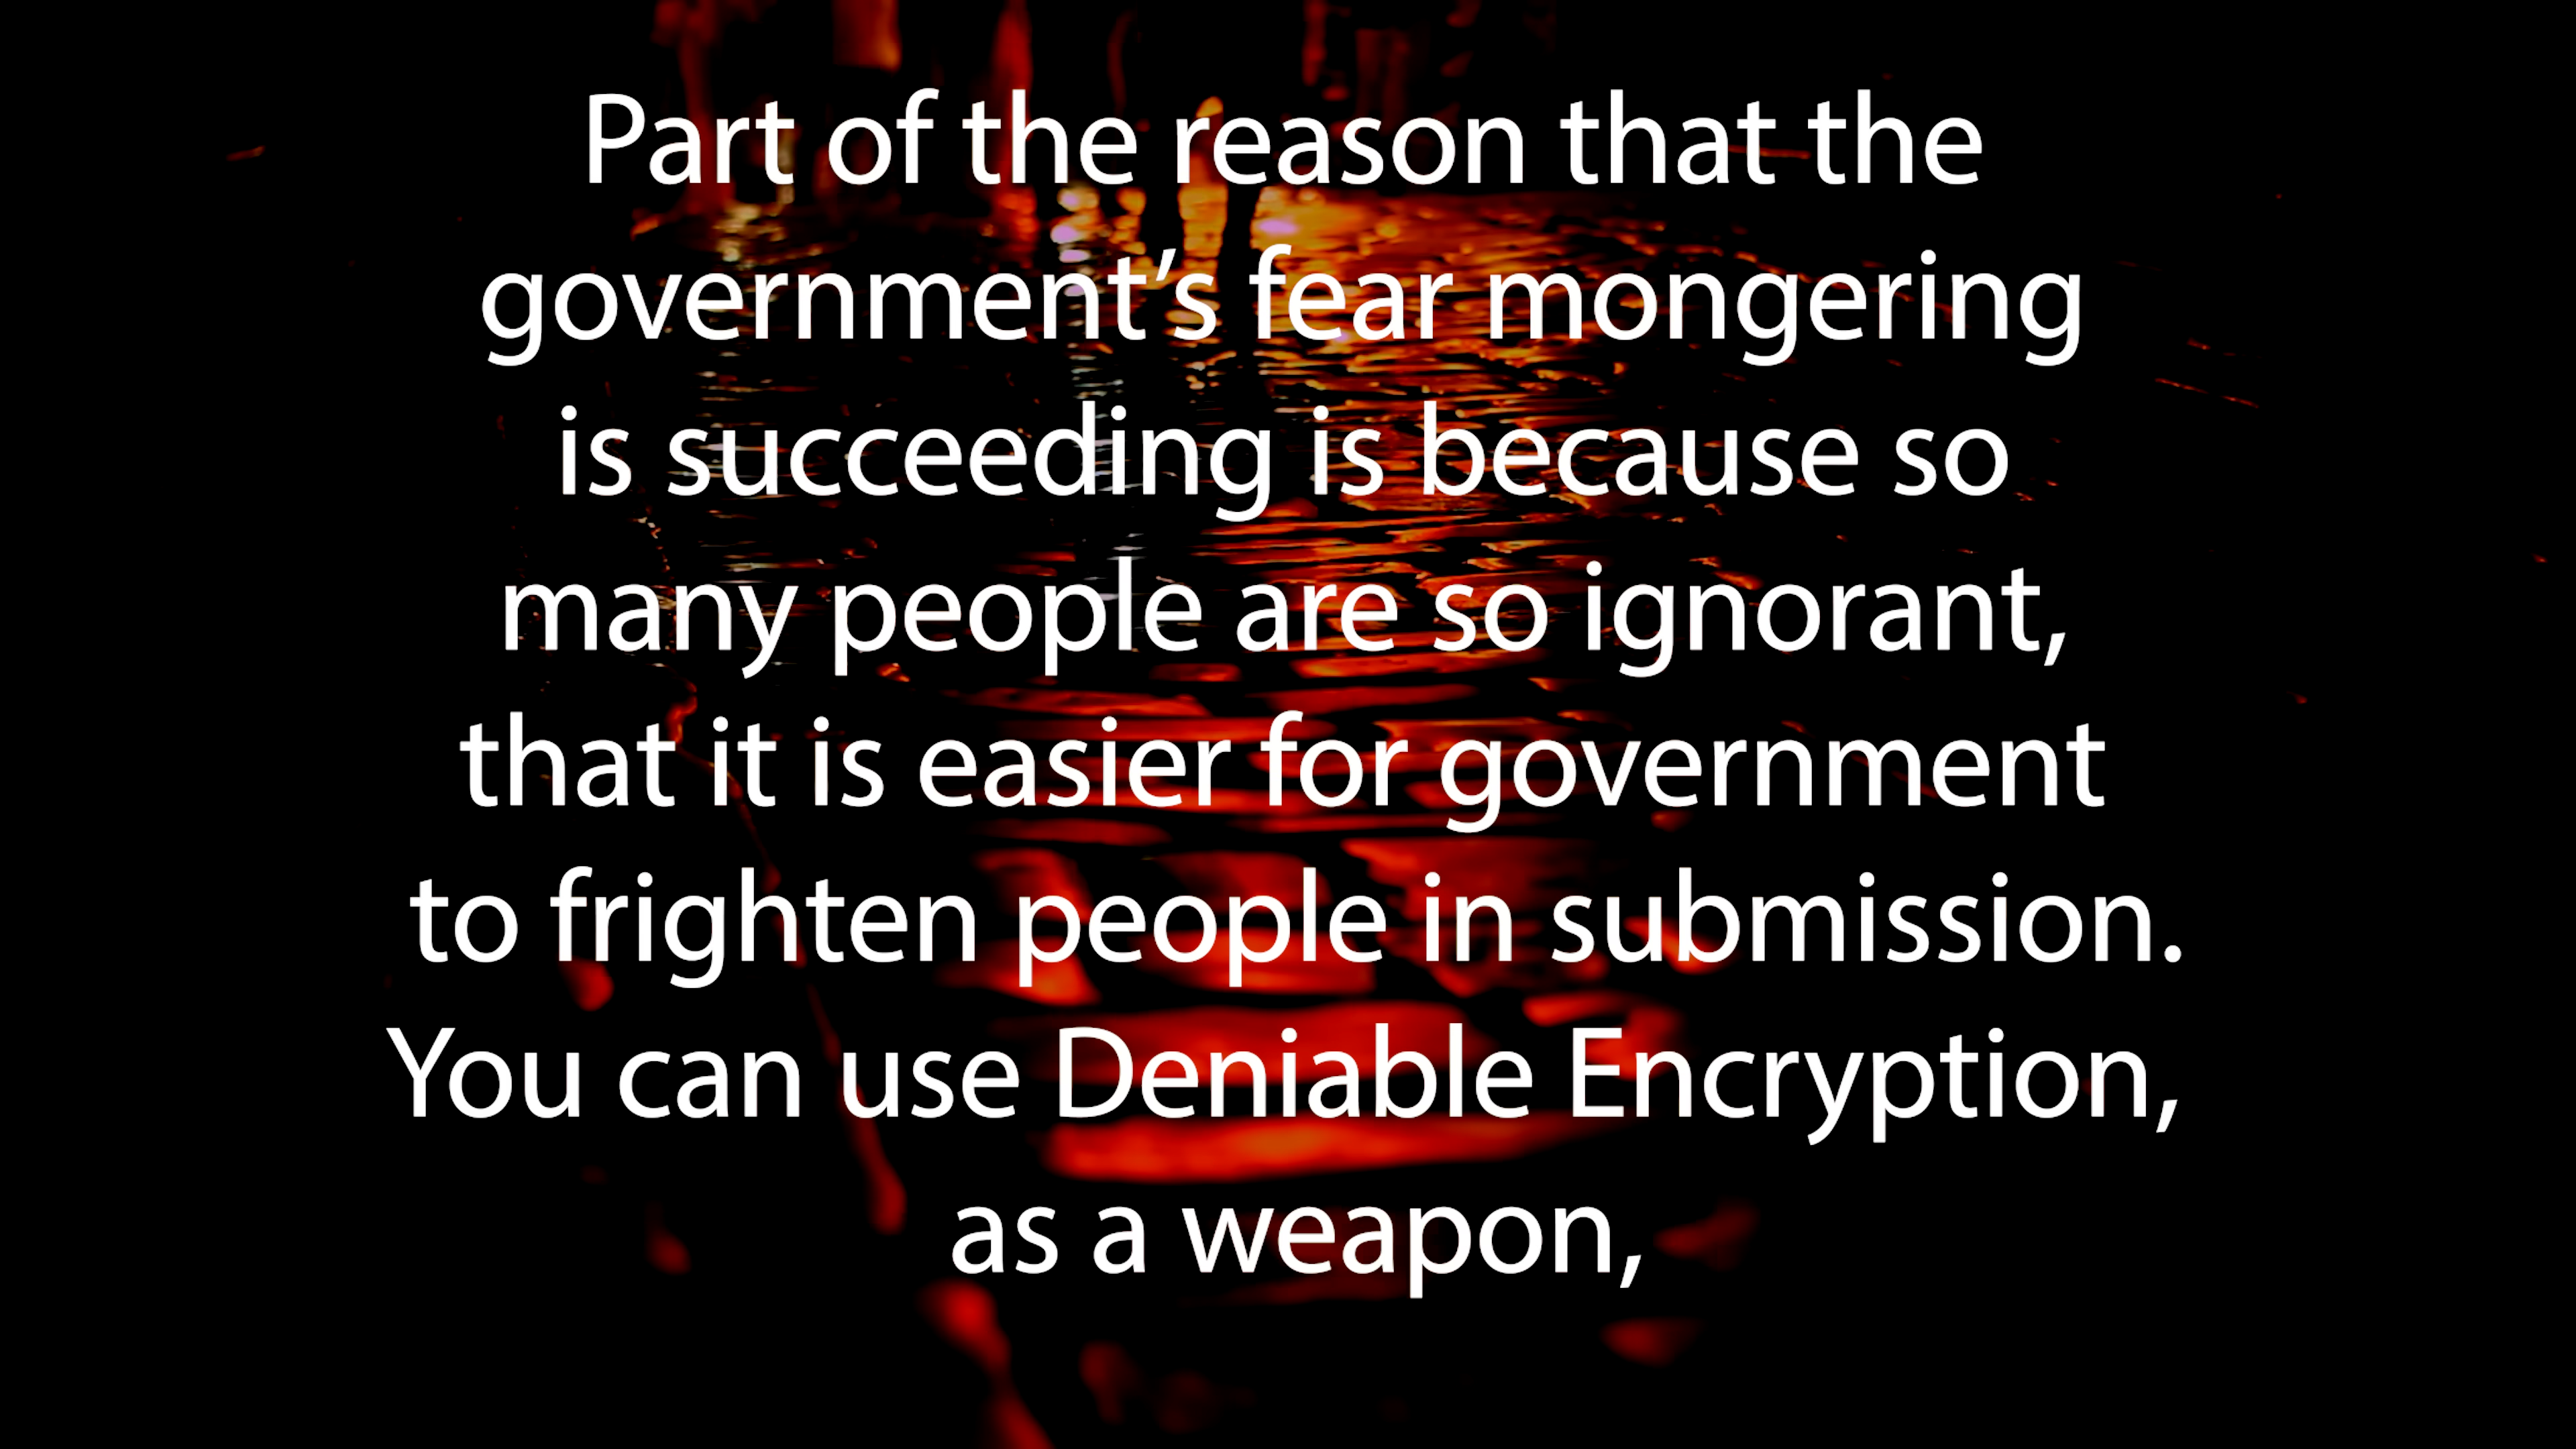 Part of the reason that the
government’s fear mongering
is succeeding is because so
many people are so ignorant,
that it is easier for government
to frighten people in submission.
You can use Deniable Encryption,
as a weapon,